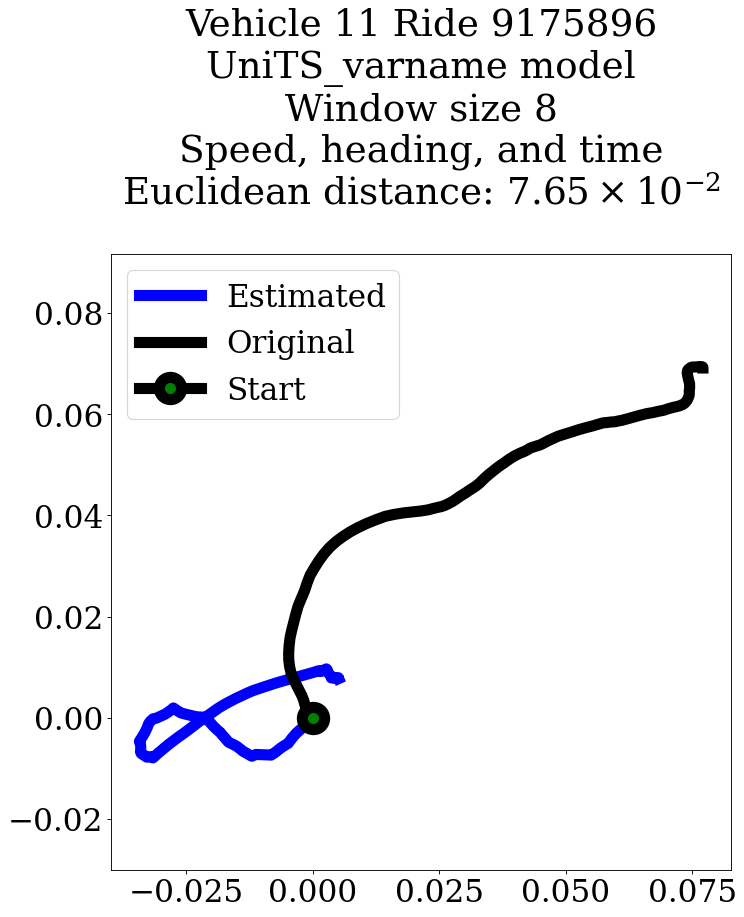 Vehicle 11 Ride 9175896
UniTS_varname model
Window size 8
Speed, heading, and time
Euclidean distance: 7.65 × 10⁻²
Estimated
Original
Start
0.08
0.06
0.04
0.02
0.00
−0.02
−0.025 0.000 0.025 0.050 0.075